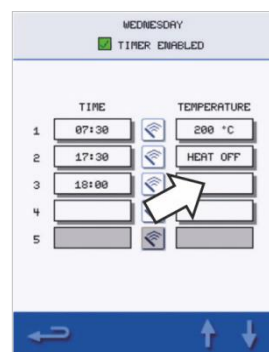 WEDNESDAY
TIMER ENABLED
TIME TEMPERATURE
1 07:30 200 °C
2 17:30 HEAT OFF
3 18:00
4
5